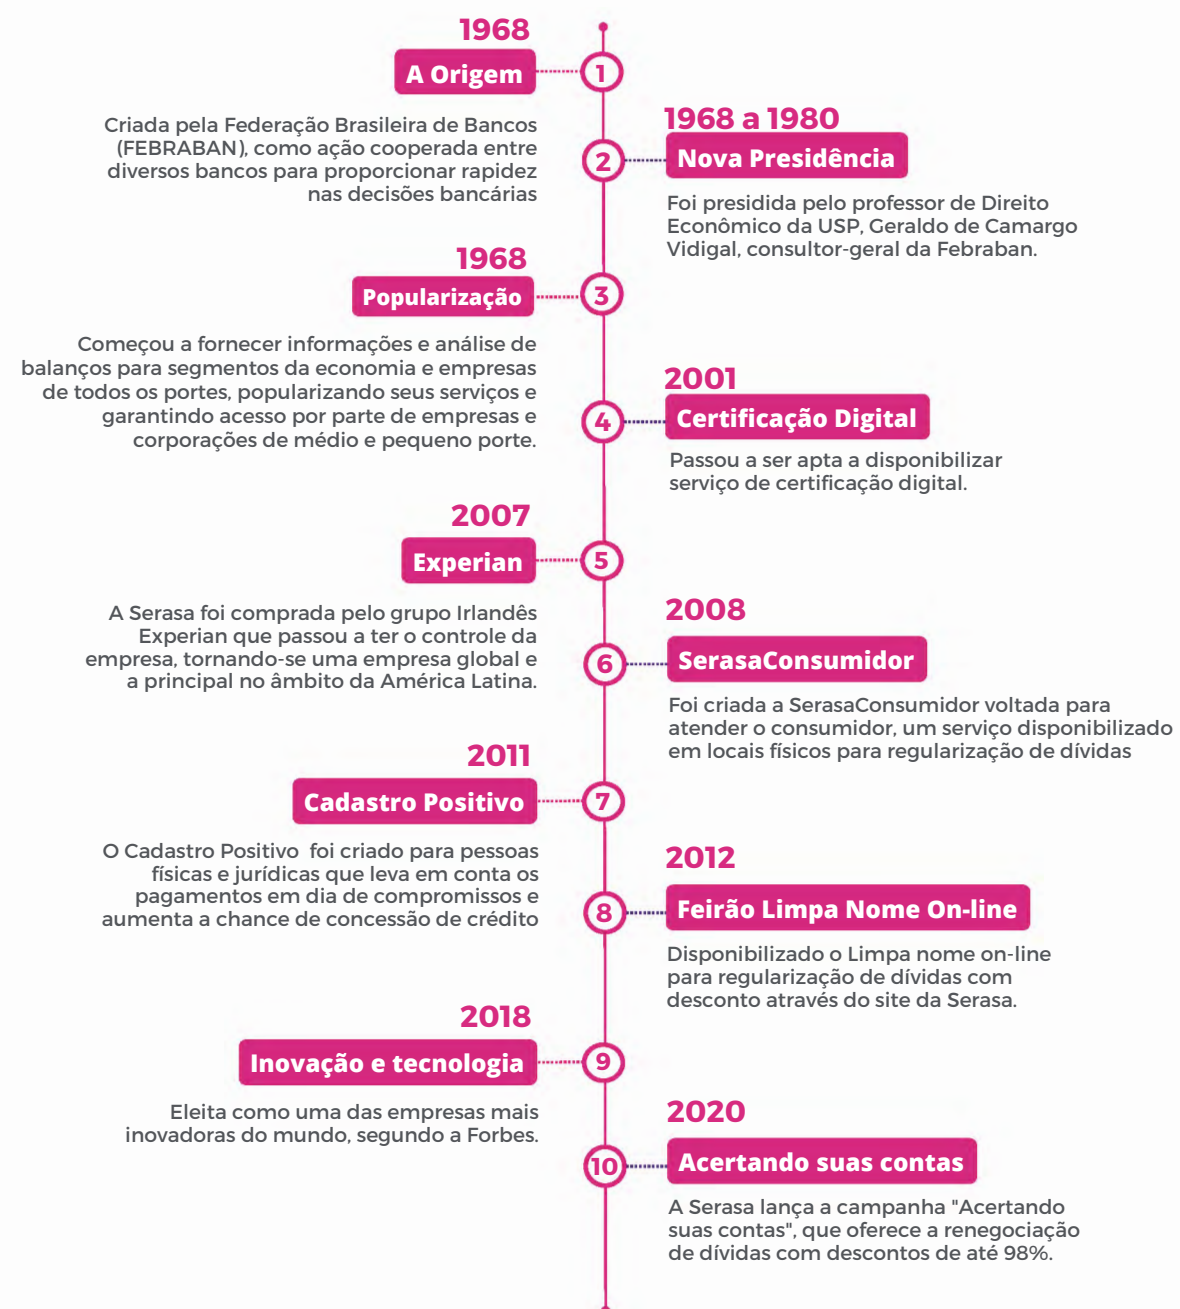 1968
A Origem
1
Criada pela Federação Brasileira de Bancos
(FEBRABAN), como ação cooperada entre
diversos bancos para proporcionar rapidez
nas decisões bancárias
1968 a 1980
2
Nova Presidência
Foi presidida pelo professor de Direito
Econômico da USP, Geraldo de Camargo
Vidigal, consultor-geral da Febraban.
1968
Popularização
3
Começou a fornecer informações e análise de
balanços para segmentos da economia e empresas
de todos os portes, popularizando seus serviços e
garantindo acesso por parte de empresas e
corporações de médio e pequeno porte.
2001
4
Certificação Digital
Passou a ser apta a disponibilizar
serviço de certificação digital.
2007
Experian
5
A Serasa foi comprada pelo grupo Irlandês
Experian que passou a ter o controle da
empresa, tornando-se uma empresa global e
a principal no âmbito da América Latina.
2008
6
SerasaConsumidor
Foi criada a SerasaConsumidor voltada para
atender o consumidor, um serviço disponibilizado
em locais físicos para regularização de dívidas
2011
Cadastro Positivo
7
O Cadastro Positivo foi criado para pessoas
físicas e jurídicas que leva em conta os
pagamentos em dia de compromissos e
aumenta a chance de concessão de crédito
2012
8
Feirão Limpa Nome On-line
Disponibilizado o Limpa nome on-line
para regularização de dívidas com
desconto através do site da Serasa.
2018
Inovação e tecnologia
9
Eleita como uma das empresas mais
inovadoras do mundo, segundo a Forbes.
2020
10
Acertando suas contas
A Serasa lança a campanha "Acertando
suas contas", que oferece a renegociação
de dívidas com descontos de até 98%.